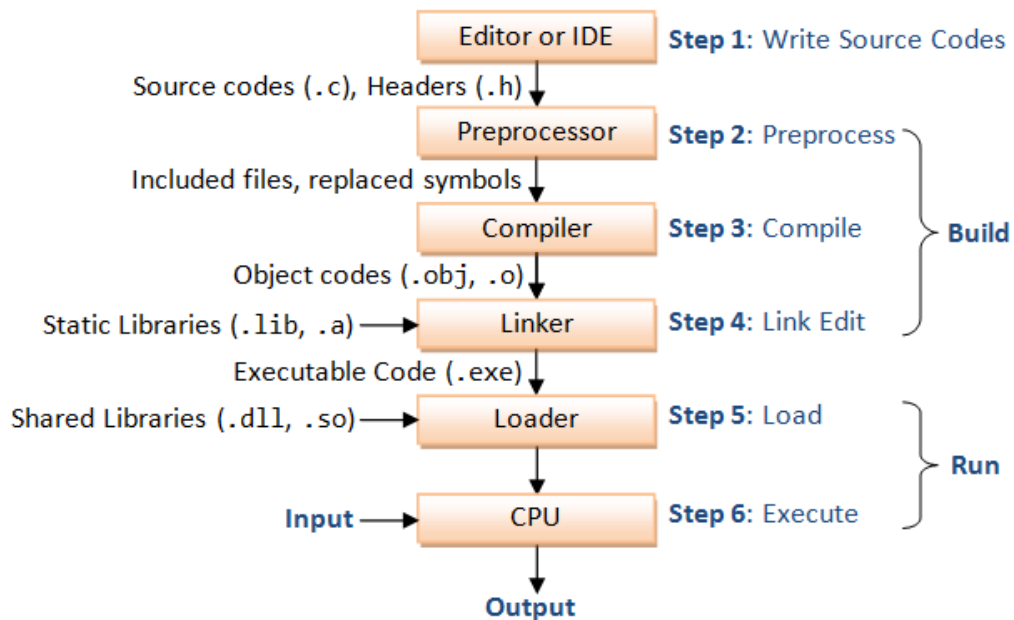 Editor or IDE
Step 1: Write Source Codes
Source codes (.c), Headers (.h)
Preprocessor
Step 2: Preprocess
Included files, replaced symbols
Compiler
Step 3: Compile
Build
Object codes (.obj, .o)
Static Libraries (.lib, .a)
Linker
Step 4: Link Edit
Executable Code (.exe)
Shared Libraries (.dll, .so)
Loader
Step 5: Load
Run
Input
CPU
Step 6: Execute
Output